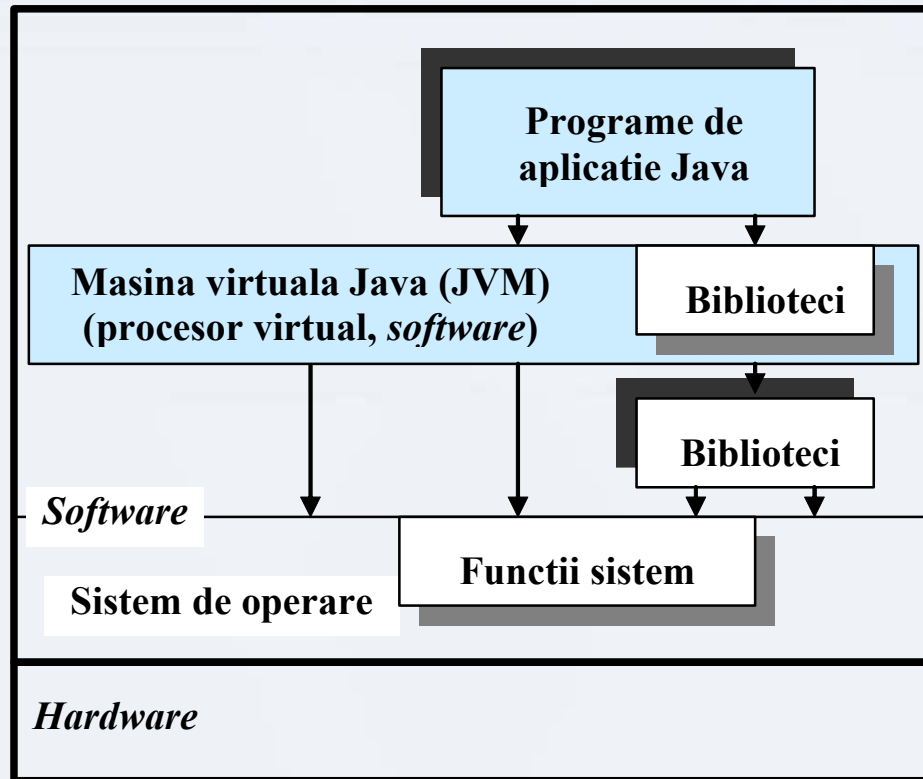 Programe de
aplicatie Java
Masina virtuala Java (JVM)
(procesor virtual, software)
Biblioteci
Biblioteci
Software
Functii sistem
Sistem de operare
Hardware